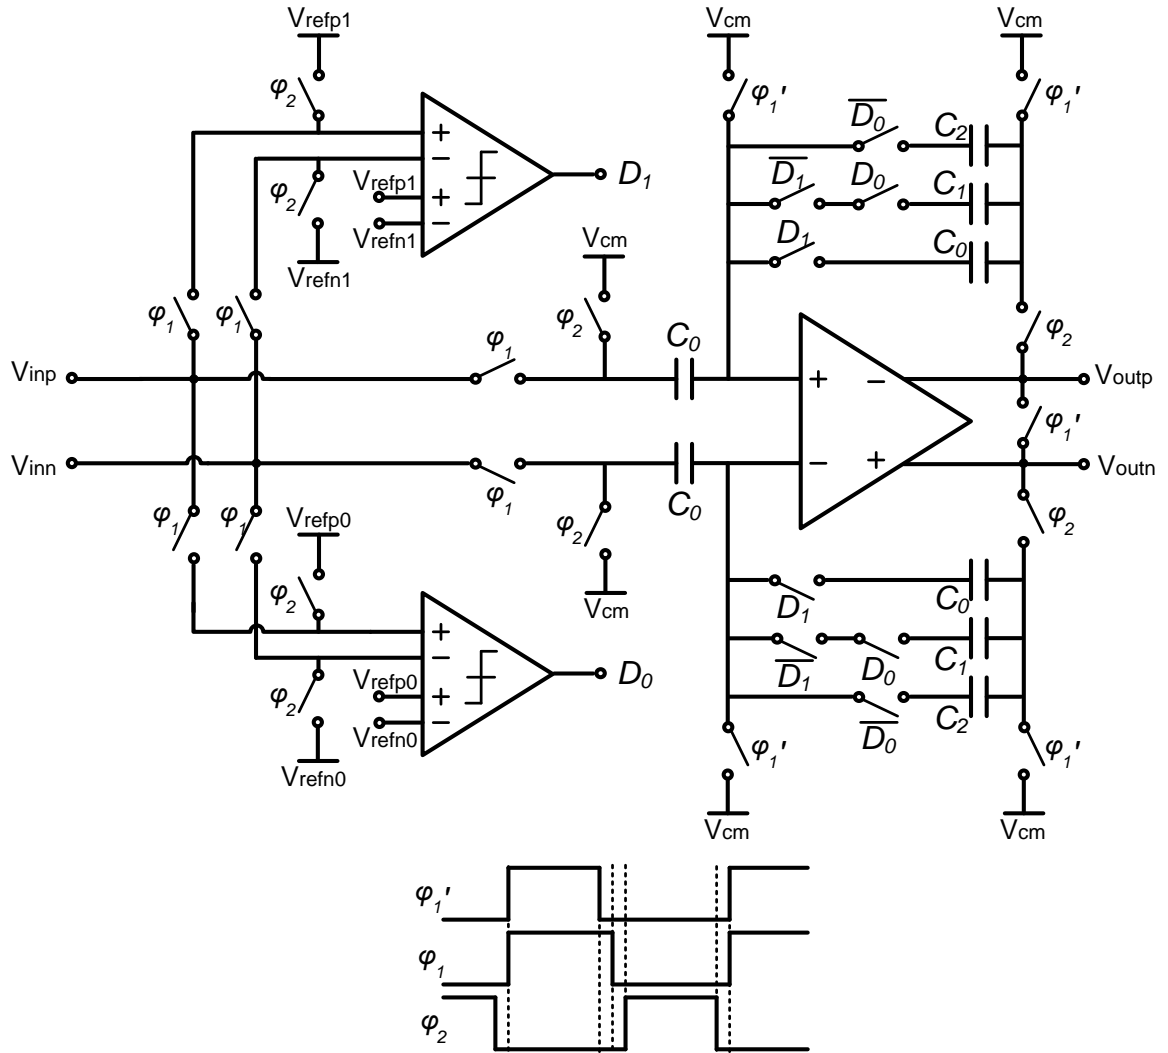 Vrefp1
Vcm
Vcm
φ2
φ1'
φ1'
D0
C2
+
−
D1
D0
C1
φ2
Vrefp1
+
D1
Vrefn1
−
D1
C0
Vrefn1
Vcm
φ1
φ1
φ2
φ1
C0
φ2
Vinp
+
−
Voutp
φ1'
Vinn
−
+
Voutn
φ1
φ1
φ1
Vrefp0
C0
φ2
φ2
φ2
Vcm
D1
C0
+
−
D1
D0
C1
φ2
Vrefp0
+
D0
Vrefn0
−
D0
C2
Vrefn0
φ1'
φ1'
Vcm
Vcm
φ1'
φ1
φ2